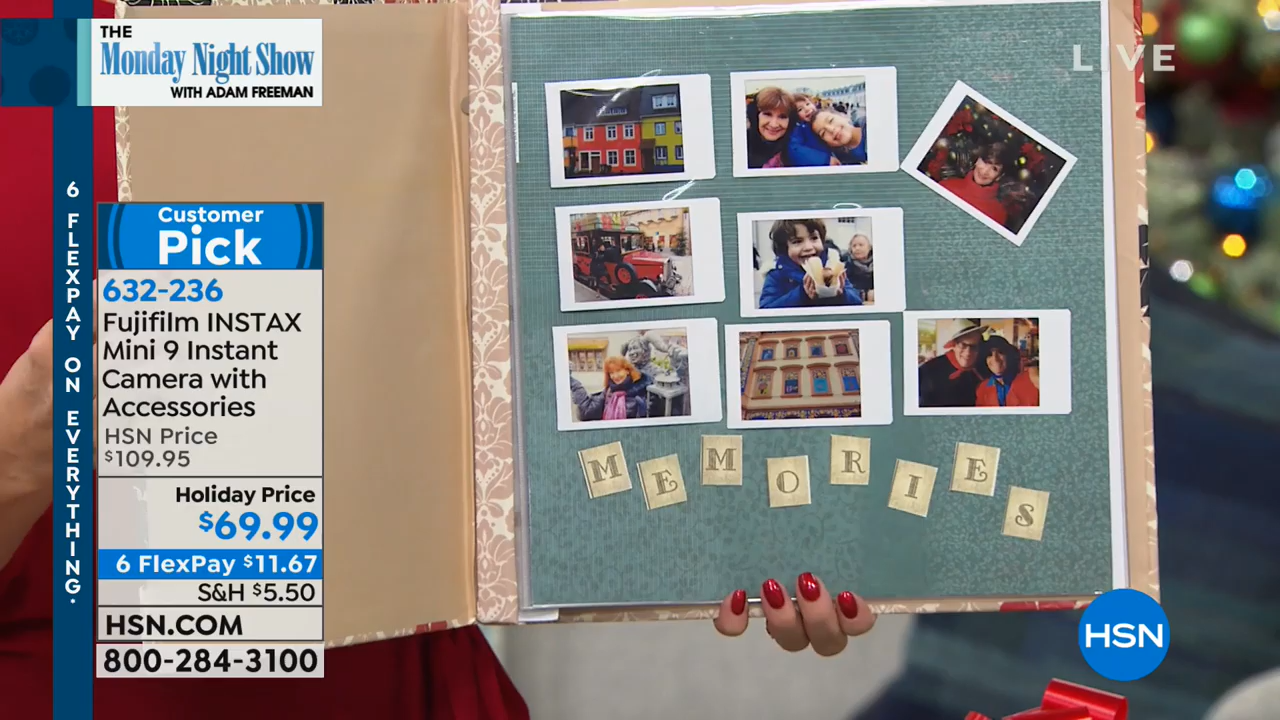 THE
Monday Night Show
WITH ADAM FREEMAN
LIVE
6 FLEXPAY ON EVERYTHING.
Customer
Pick
632-236
Fujifilm INSTAX
Mini 9 Instant
Camera with
Accessories
HSN Price
$109.95
Holiday Price
$69.99
6 FlexPay $11.67
S&H $5.50
HSN.COM
800-284-3100
MEMORIES
HSN